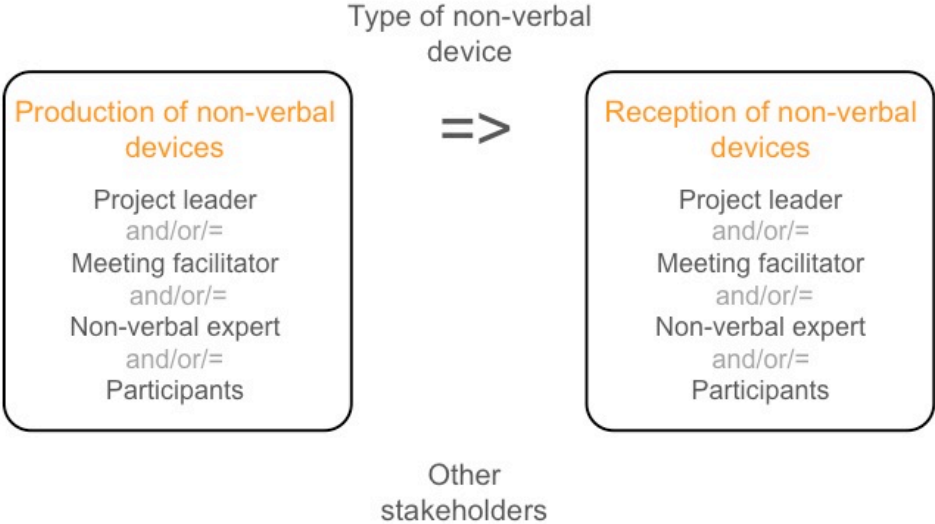 Type of non-verbal
device
Production of non-verbal
devices
Project leader
and/or/=
Meeting facilitator
and/or/=
Non-verbal expert
and/or/=
Participants
=>
Reception of non-verbal
devices
Project leader
and/or/=
Meeting facilitator
and/or/=
Non-verbal expert
and/or/=
Participants
Other
stakeholders